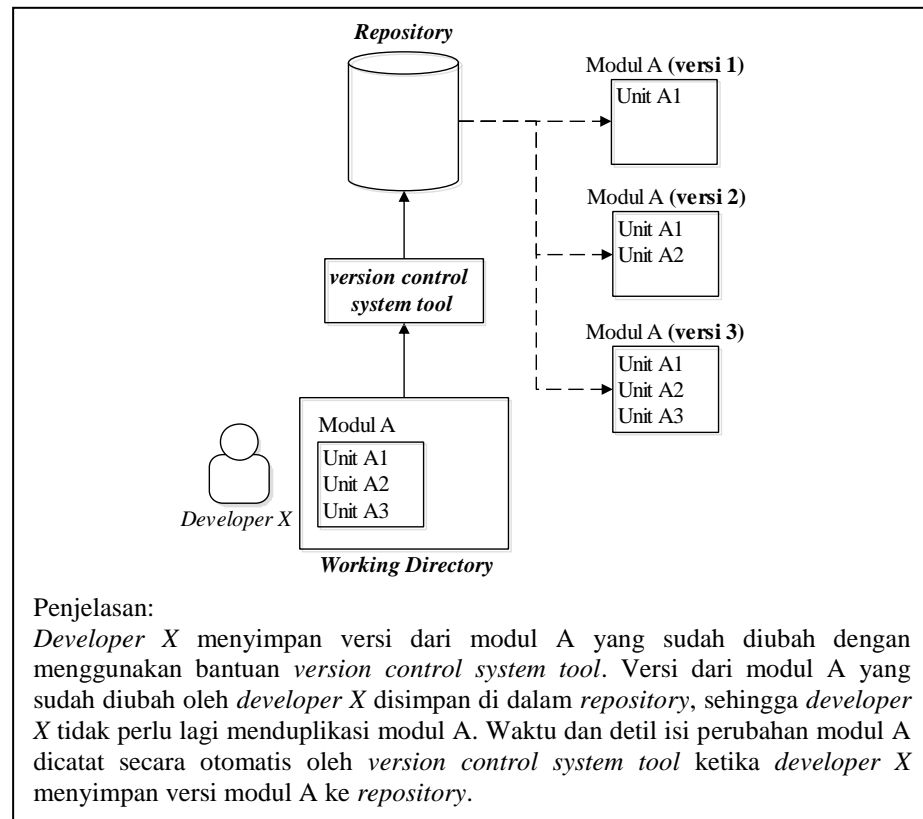 Repository
Modul A (versi 1)
Unit A1
Modul A (versi 2)
Unit A1
Unit A2
version control
system tool
Modul A (versi 3)
Unit A1
Unit A2
Unit A3
Modul A
Unit A1
Unit A2
Unit A3
Developer X
Working Directory
Penjelasan:
Developer X menyimpan versi dari modul A yang sudah diubah dengan
menggunakan bantuan version control system tool. Versi dari modul A yang
sudah diubah oleh developer X disimpan di dalam repository, sehingga developer
X tidak perlu lagi menduplikasi modul A. Waktu dan detil isi perubahan modul A
dicatat secara otomatis oleh version control system tool ketika developer X
menyimpan versi modul A ke repository.